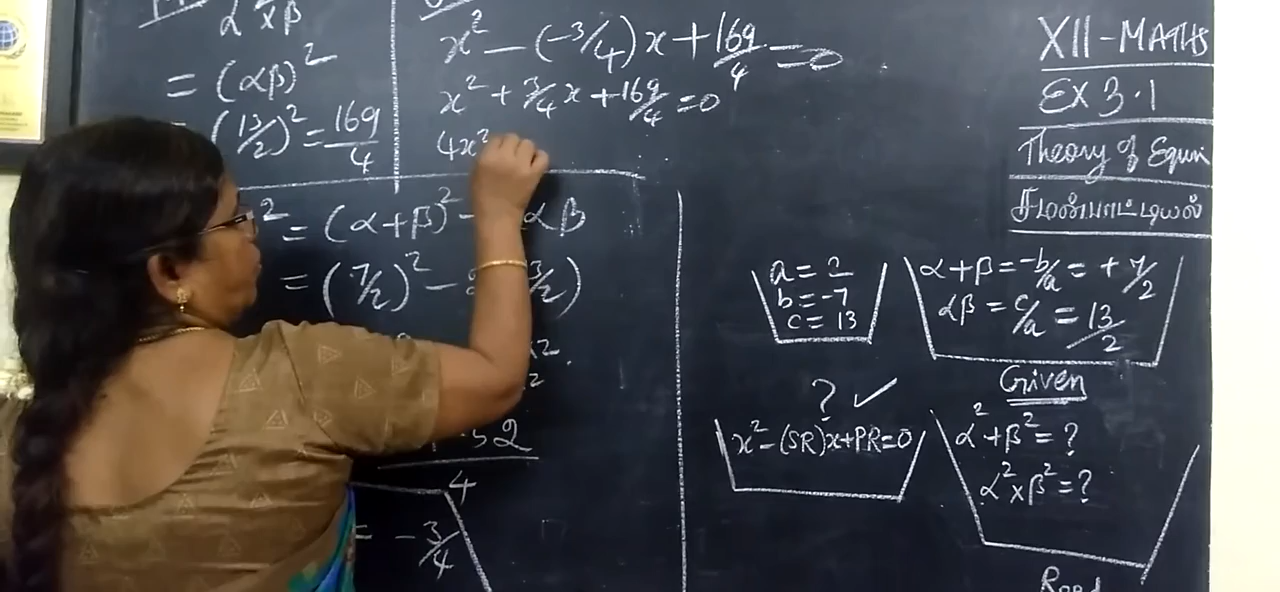 α² × β²
= (αβ)²
= (13/2)² = 169/4
x² – (-3/4)x + 169/4 = 0
x² + 3/4 x + 169/4 = 0
4x²
² = (α+β)² – αβ
= (7/2)² –
52
4
= - 3/4
XII - MATHS
EX 3.1
Theory of Equn
சமன்பாட்டியல்
a = 2
b = -7
c = 13
α + β = -b/a = + 7/2
αβ = c/a = 13/2
Given
? ✓
x² – (SR)x + PR = 0
α² + β² = ?
α² × β² = ?